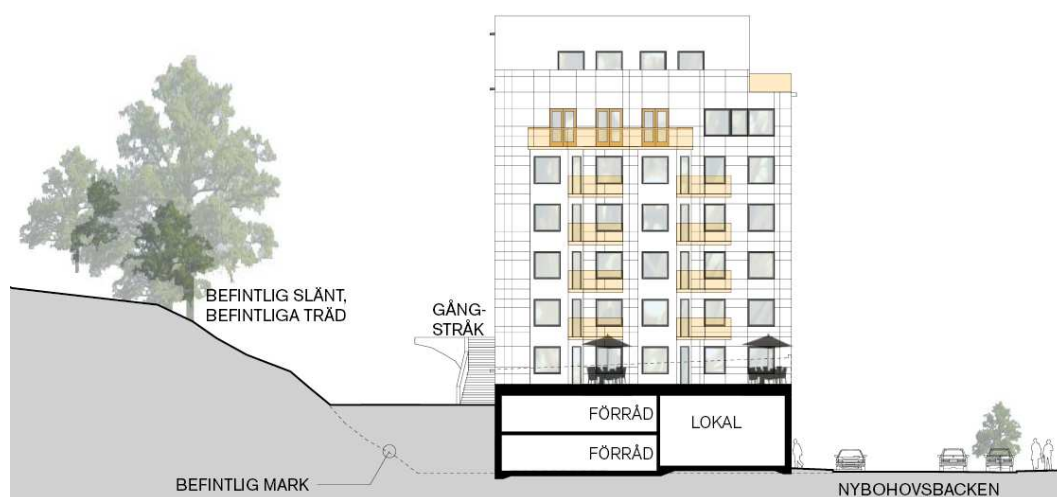 BEFINTLIG SLÄNT,
BEFINTLIGA TRÄD
GÅNG-
STRÅK
FÖRRÅD
LOKAL
FÖRRÅD
BEFINTLIG MARK
NYBOHOVSBACKEN